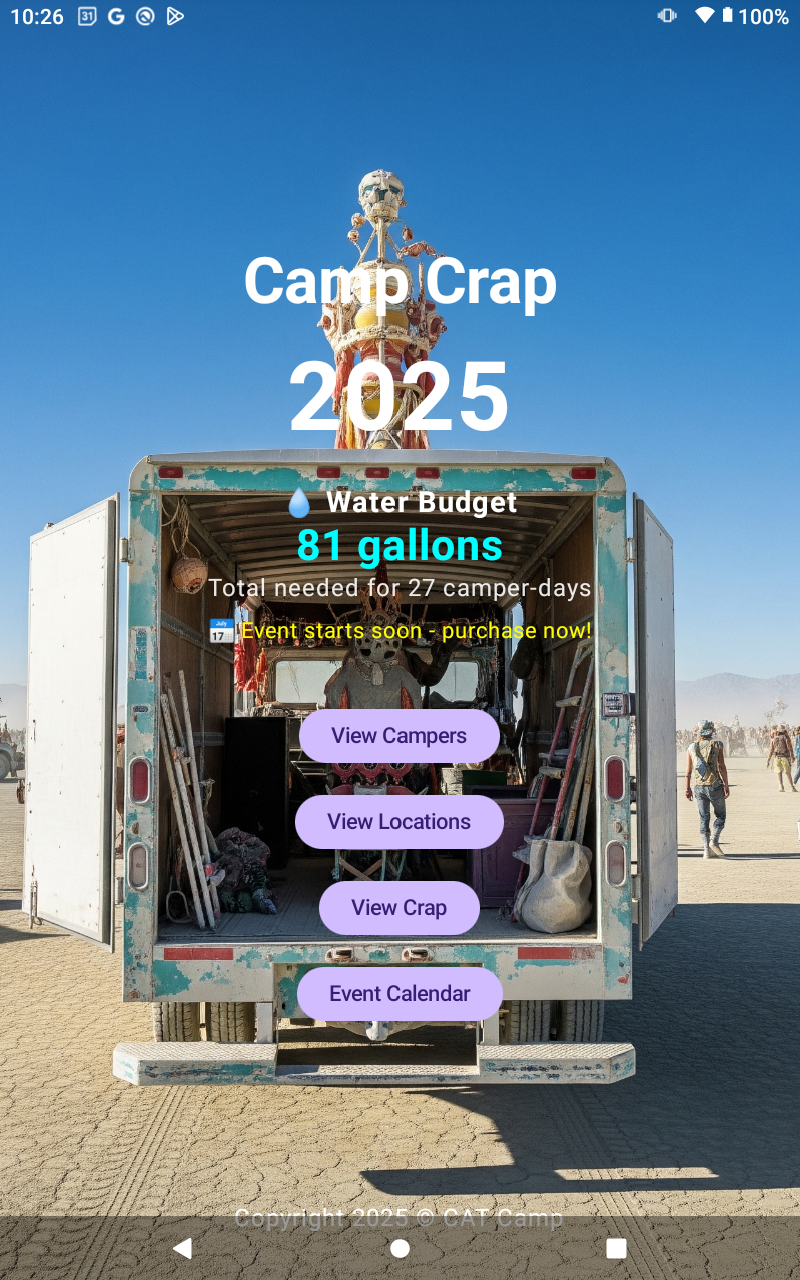 10:26
31
100%
Camp Crap
2025
💧 Water Budget
81 gallons
Total needed for 27 camper-days
📅 Event starts soon - purchase now!
View Campers
View Locations
View Crap
Event Calendar
Copyright 2025 © CAT Camp